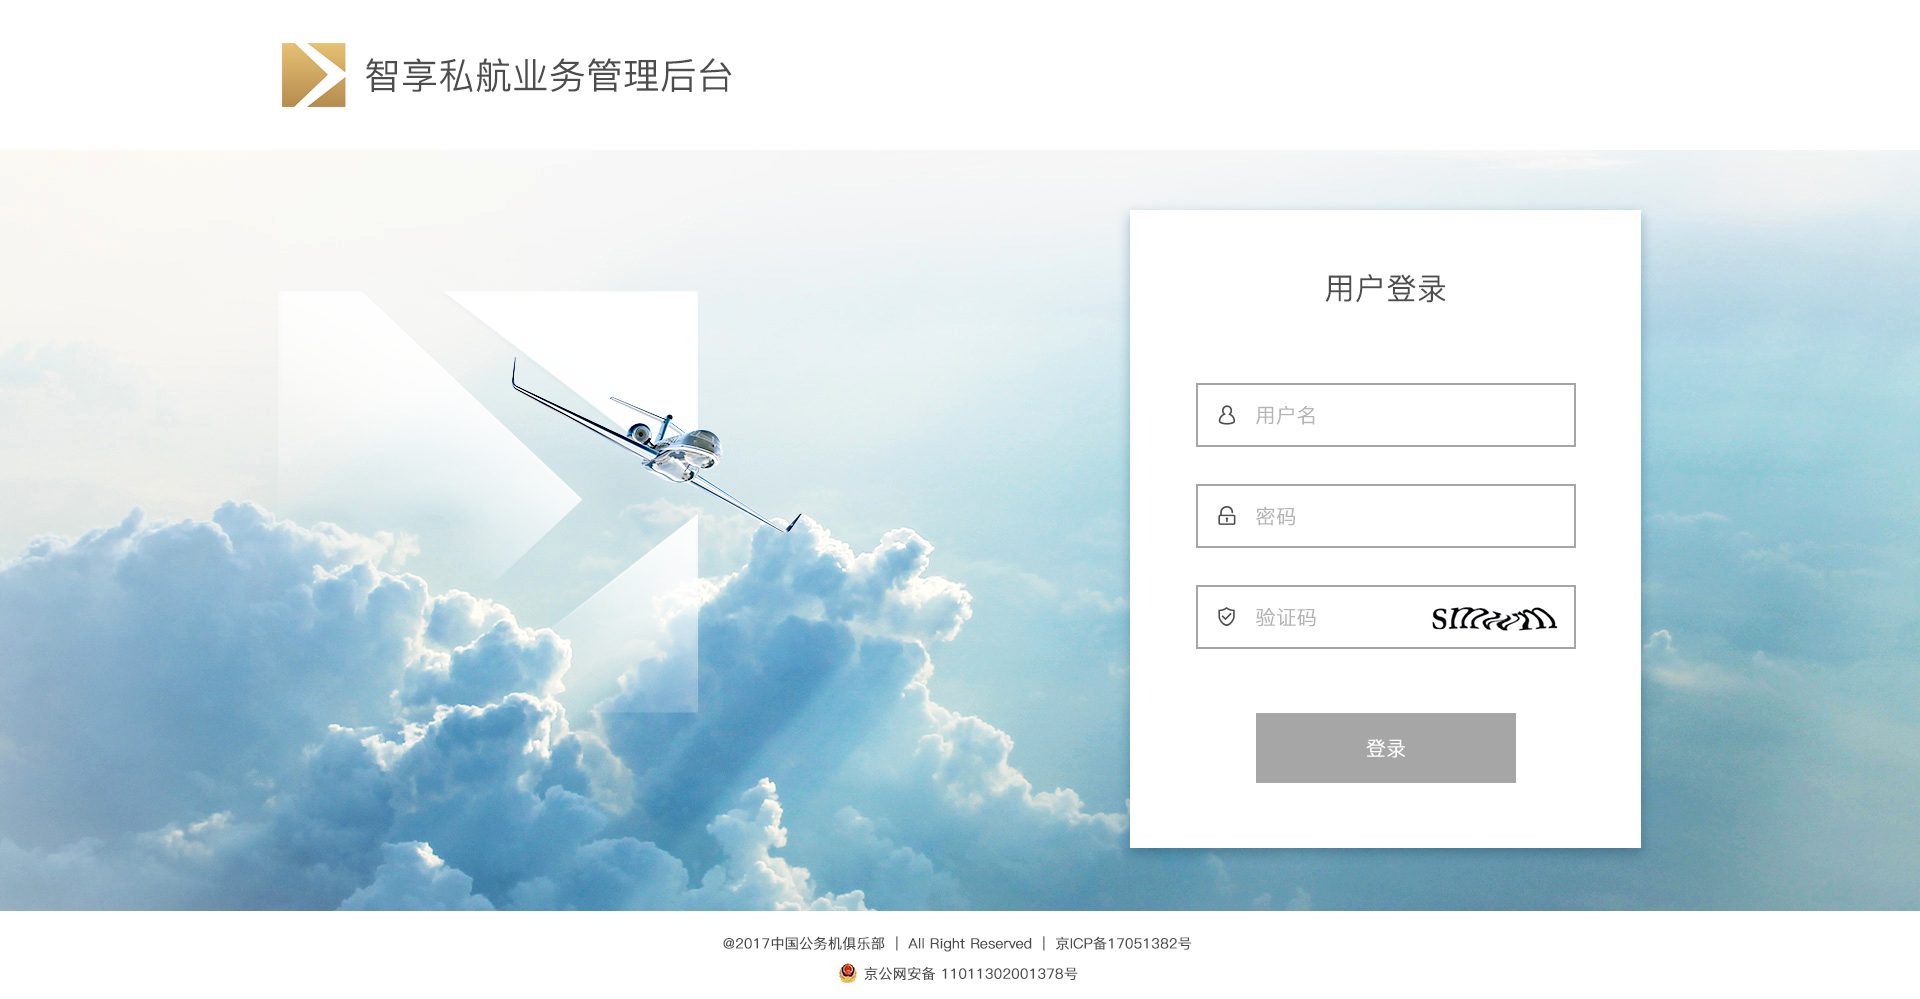 智享私航业务管理后台
用户登录
用户名
密码
验证码
登录
@2017中国公务机俱乐部 | All Right Reserved | 京ICP备17051382号
京公网安备 11011302001378号